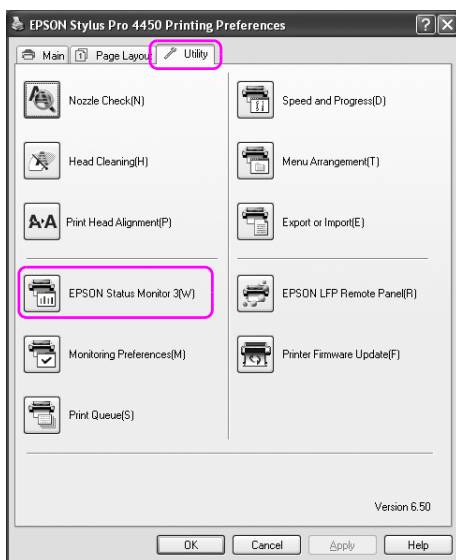 EPSON Stylus Pro 4450 Printing Preferences
Main
Page Layou
Utility
Nozzle Check(N)
Speed and Progress(D)
Head Cleaning(H)
Menu Arrangement(T)
A·A
Print Head Alignment(P)
Export or Import(E)
EPSON Status Monitor 3(W)
EPSON LFP Remote Panel(R)
Monitoring Preferences(M)
Printer Firmware Update(F)
Print Queue(S)
Version 6.50
OK
Cancel
Apply
Help